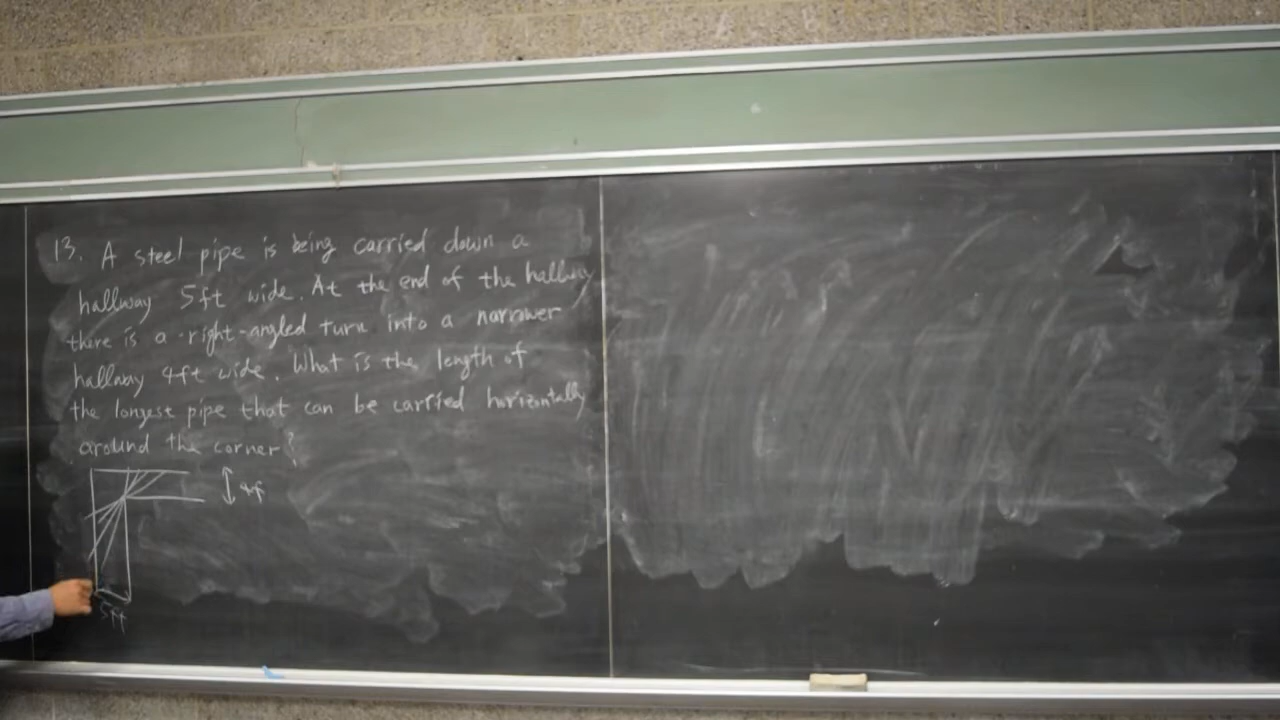 13. A steel pipe is being carried down a
hallway 5ft wide. At the end of the hallway
there is a right-angled turn into a narrower
hallway 4ft wide. What is the length of
the longest pipe that can be carried horizontally
around the corner?
4f
5ft